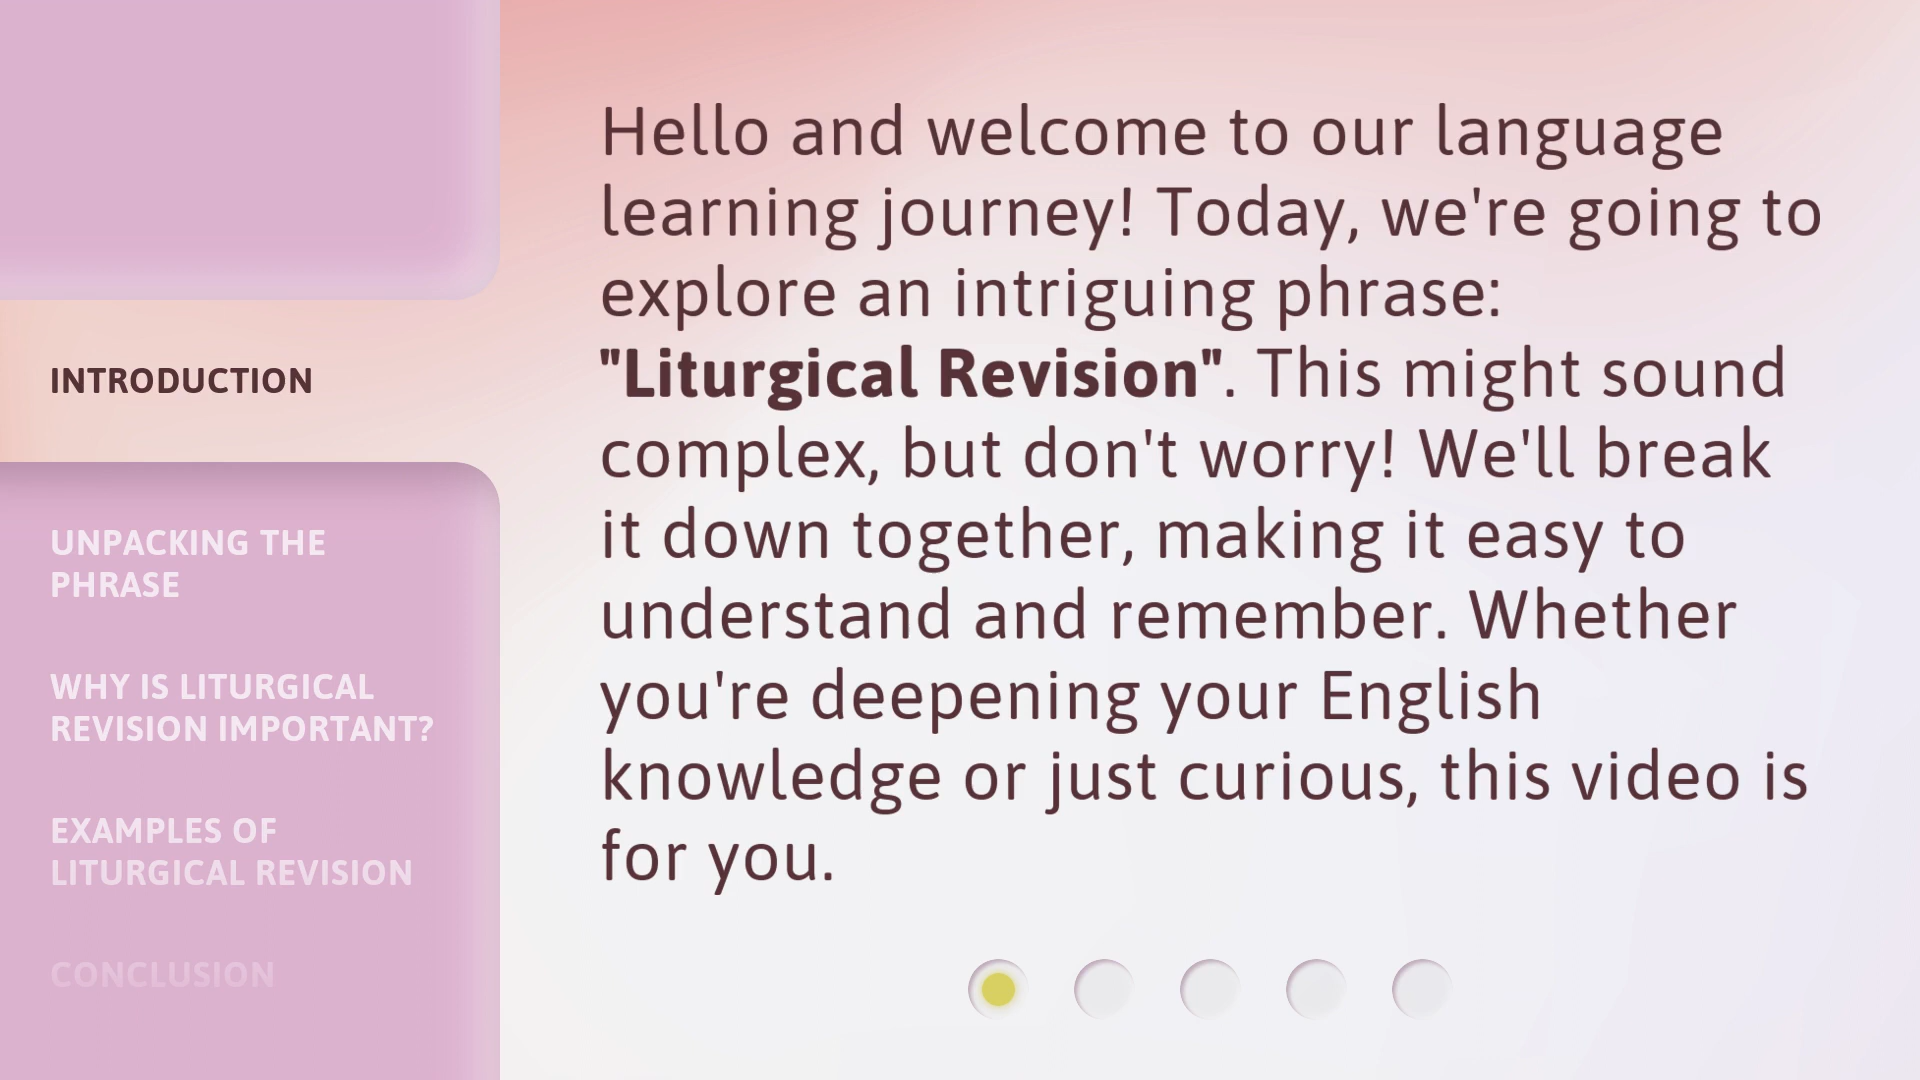 INTRODUCTION
UNPACKING THE
PHRASE
WHY IS LITURGICAL
REVISION IMPORTANT?
EXAMPLES OF
LITURGICAL REVISION
CONCLUSION
Hello and welcome to our language
learning journey! Today, we're going to
explore an intriguing phrase:
"Liturgical Revision". This might sound
complex, but don't worry! We'll break
it down together, making it easy to
understand and remember. Whether
you're deepening your English
knowledge or just curious, this video is
for you.